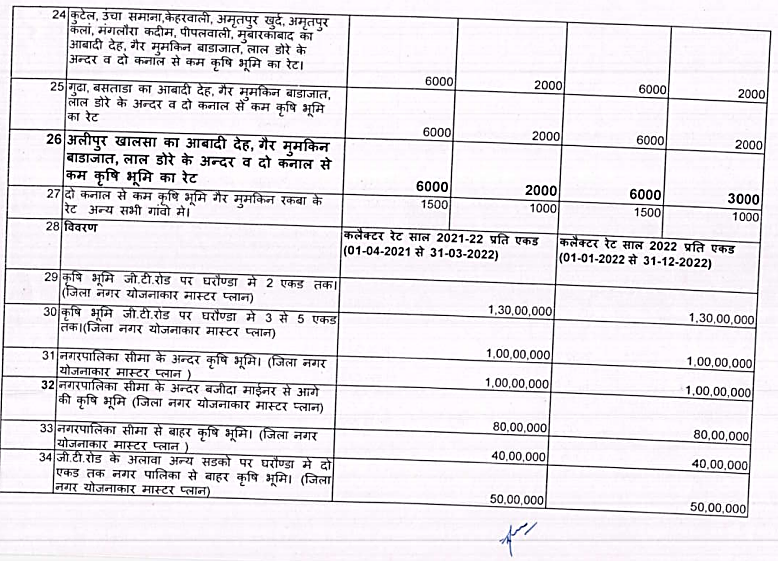 24 कुटेल, उंचा समाना,केहरवाली, अमृतपुर खुर्द, अमृतपुर
कलां, मंगलौरा कदीम, पीपलवाली, मुबारकाबाद का
आबादी देह, गैर मुमकिन बाडाजात, लाल डोरे के
अन्दर व दो कनाल से कम कृषि भूमि का रेट।
6000 2000 6000 2000
25 गुढा, बसताडा का आबादी देह, गैर मुमकिन बाडाजात,
लाल डोरे के अन्दर व दो कनाल से कम कृषि भूमि
का रेट
6000 2000 6000 2000
26 अलीपुर खालसा का आबादी देह, गैर मुमकिन
बाडाजात, लाल डोरे के अन्दर व दो कनाल से
कम कृषि भूमि का रेट
6000 2000 6000 3000
27 दो कनाल से कम कृषि भूमि गैर मुमकिन रकबा के
रेट अन्य सभी गांवो मे।
1500 1000 1500 1000
28 विवरण
कलैक्टर रेट साल 2021-22 प्रति एकड
(01-04-2021 से 31-03-2022)
कलैक्टर रेट साल 2022 प्रति एकड
(01-01-2022 से 31-12-2022)
29 कृषि भूमि जी.टी.रोड पर घरौण्डा मे 2 एकड तक।
(जिला नगर योजनाकार मास्टर प्लान)
1,30,00,000 1,30,00,000
30 कृषि भूमि जी.टी.रोड पर घरौण्डा मे 3 से 5 एकड
तक।(जिला नगर योजनाकार मास्टर प्लान)
1,00,00,000 1,00,00,000
31 नगरपालिका सीमा के अन्दर कृषि भूमि। (जिला नगर
योजनाकार मास्टर प्लान )
1,00,00,000 1,00,00,000
32 नगरपालिका सीमा के अन्दर बजीदा माईनर से आगे
की कृषि भूमि (जिला नगर योजनाकार मास्टर प्लान)
80,00,000 80,00,000
33 नगरपालिका सीमा से बाहर कृषि भूमि। (जिला नगर
योजनाकार मास्टर प्लान )
40,00,000 40,00,000
34 जी.टी.रोड के अलावा अन्य सडको पर घरौण्डा मे दो
एकड तक नगर पालिका से बाहर कृषि भूमि। (जिला
नगर योजनाकार मास्टर प्लान)
50,00,000 50,00,000